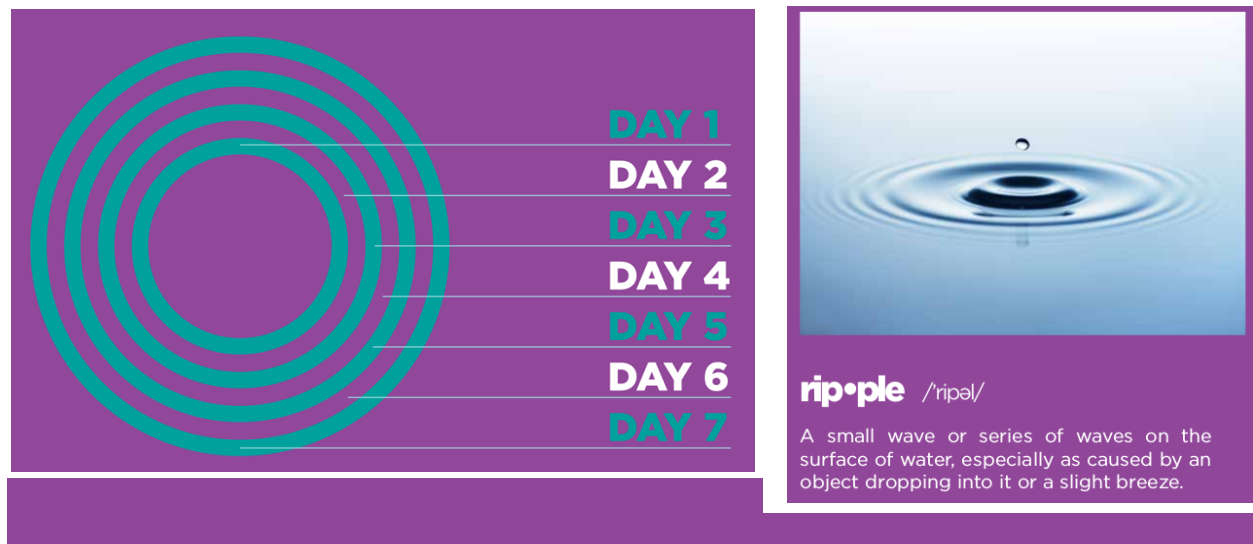 DAY 1
DAY 2
DAY 3
DAY 4
DAY 5
DAY 6
DAY 7
rip•ple /'ripəl/
A small wave or series of waves on the
surface of water, especially as caused by an
object dropping into it or a slight breeze.